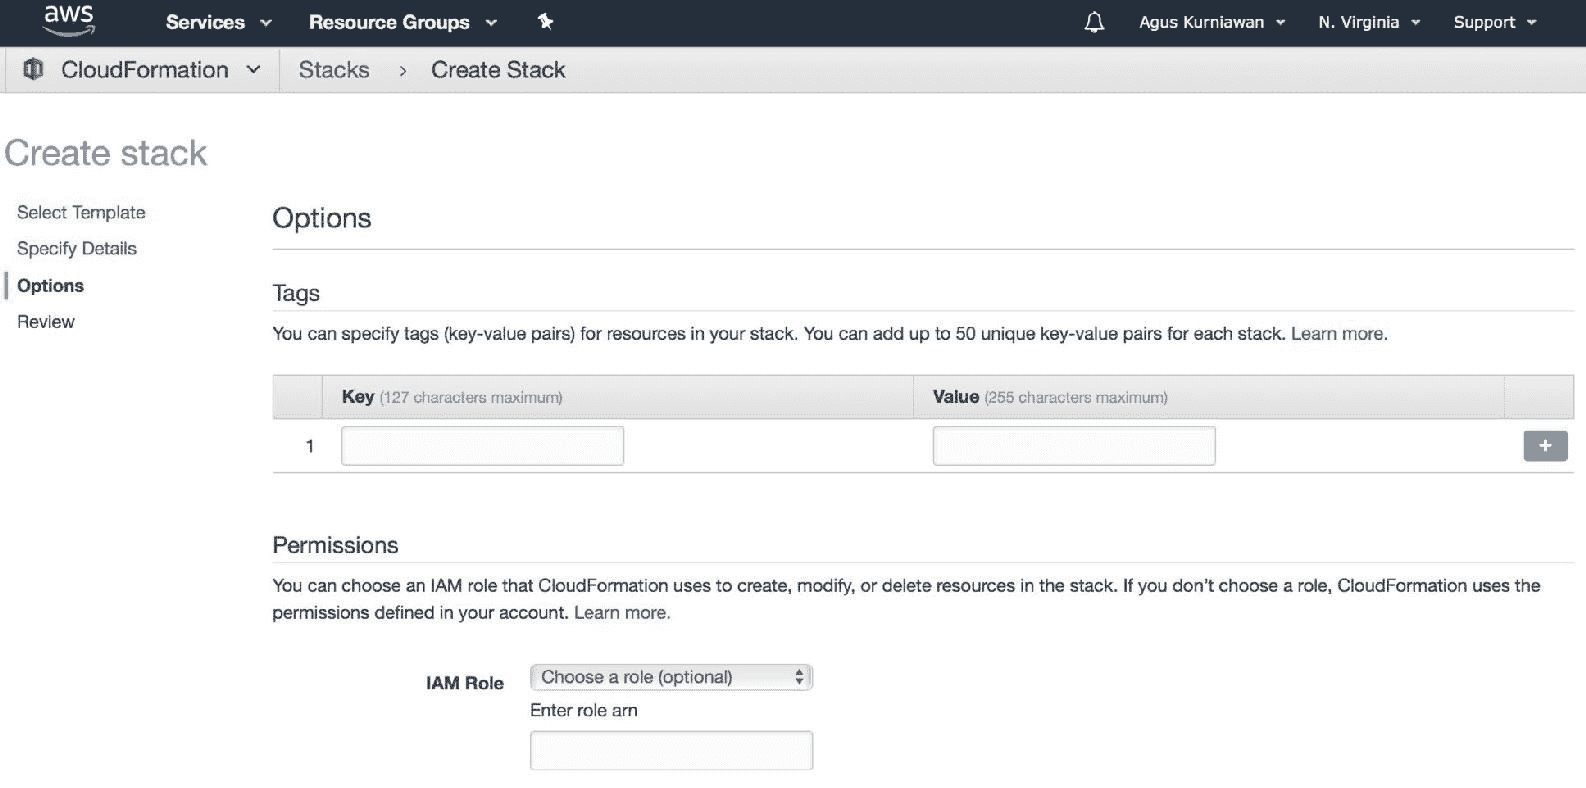 aws Services Resource Groups Agus Kurniawan N. Virginia Support
CloudFormation Stacks > Create Stack
Create stack
Select Template
Specify Details
Options
Review
Options
Tags
You can specify tags (key-value pairs) for resources in your stack. You can add up to 50 unique key-value pairs for each stack. Learn more.
Key (127 characters maximum) Value (255 characters maximum)
1 +
Permissions
You can choose an IAM role that CloudFormation uses to create, modify, or delete resources in the stack. If you don't choose a role, CloudFormation uses the
permissions defined in your account. Learn more.
IAM Role Choose a role (optional)
Enter role arn